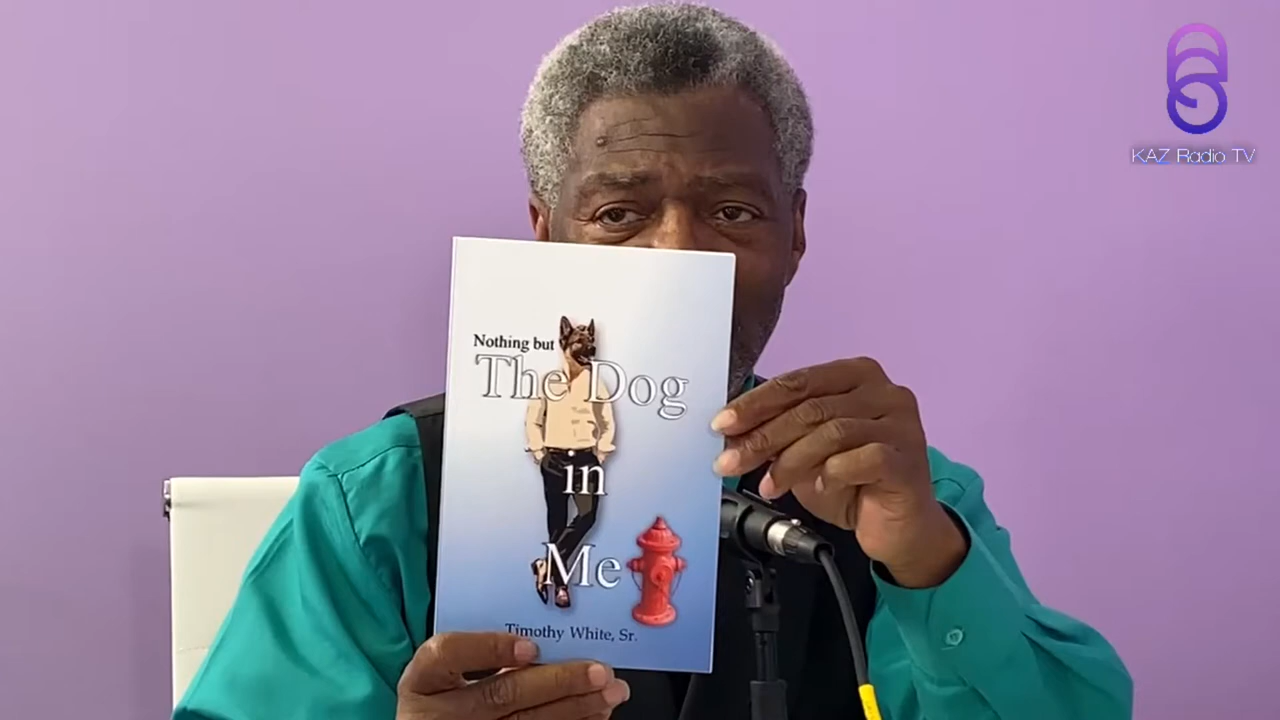 KAZ Radio TV
Nothing but
The Dog
in
Me
Timothy White, Sr.